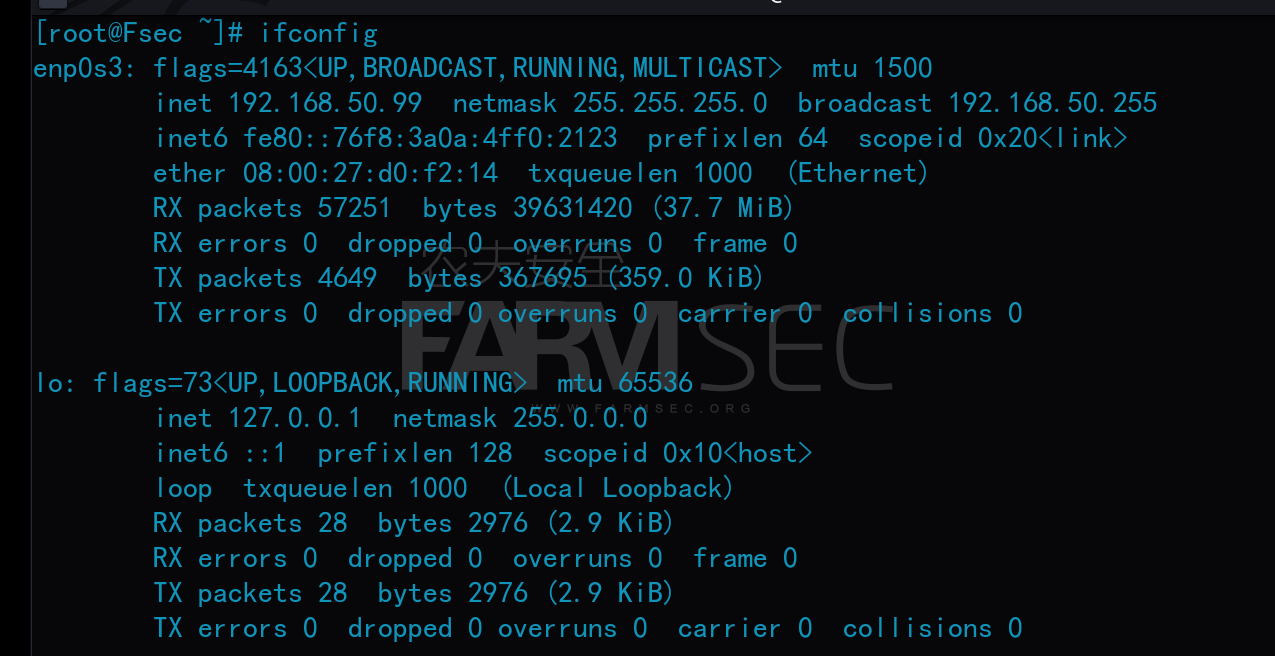 [root@Fsec ~]# ifconfig
enp0s3: flags=4163<UP,BROADCAST,RUNNING,MULTICAST>  mtu 1500
        inet 192.168.50.99  netmask 255.255.255.0  broadcast 192.168.50.255
        inet6 fe80::76f8:3a0a:4ff0:2123  prefixlen 64  scopeid 0x20<link>
        ether 08:00:27:d0:f2:14  txqueuelen 1000  (Ethernet)
        RX packets 57251  bytes 39631420 (37.7 MiB)
        RX errors 0  dropped 0  overruns 0  frame 0
        TX packets 4649  bytes 367695 (359.0 KiB)
        TX errors 0  dropped 0 overruns 0  carrier 0  collisions 0
农夫安全
FARMSEC
WWW.FARMSEC.ORG
lo: flags=73<UP,LOOPBACK,RUNNING>  mtu 65536
        inet 127.0.0.1  netmask 255.0.0.0
        inet6 ::1  prefixlen 128  scopeid 0x10<host>
        loop  txqueuelen 1000  (Local Loopback)
        RX packets 28  bytes 2976 (2.9 KiB)
        RX errors 0  dropped 0  overruns 0  frame 0
        TX packets 28  bytes 2976 (2.9 KiB)
        TX errors 0  dropped 0 overruns 0  carrier 0  collisions 0